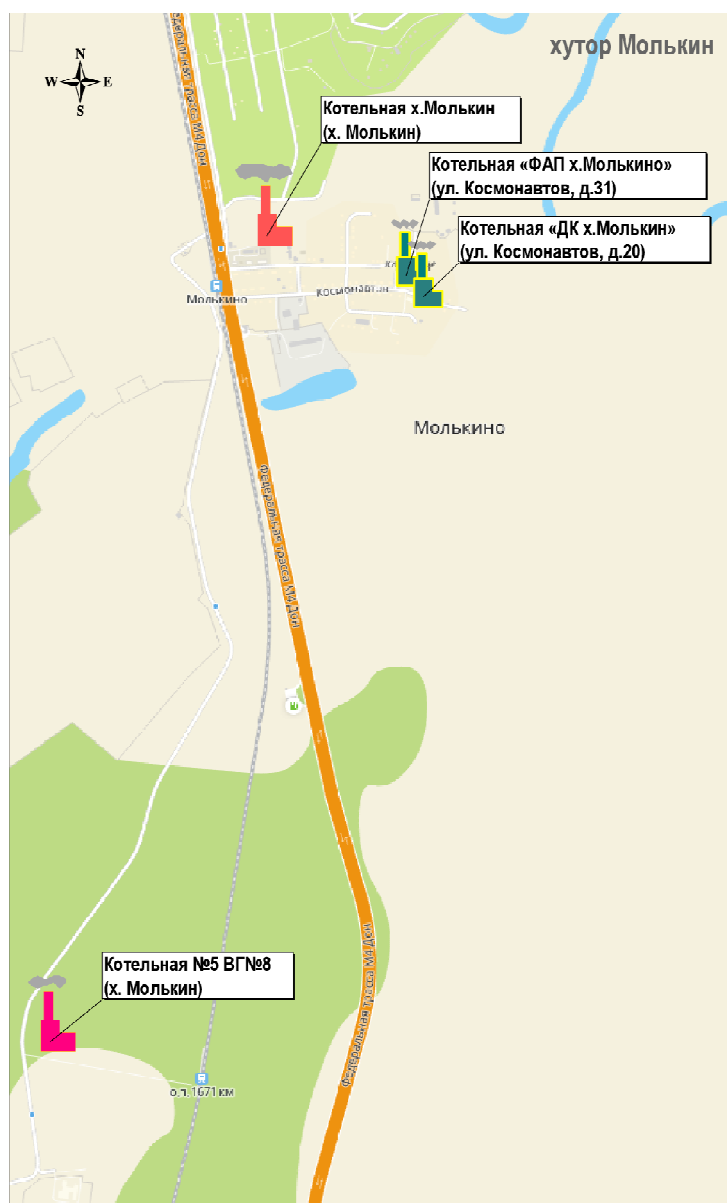 хутор Молькин
N
W E
S
Федеральная трасса М4 Дон
Котельная х.Молькин
(х. Молькин)
Котельная «ФАП х.Молькино»
(ул. Космонавтов, д.31)
Котельная «ДК х.Молькин»
(ул. Космонавтов, д.20)
Молькино
Молькино
Федеральная трасса М4 Дон
Котельная №5 ВГ№8
(х. Молькин)
Федеральная трасса М4 Дон
о.п. 1671 км